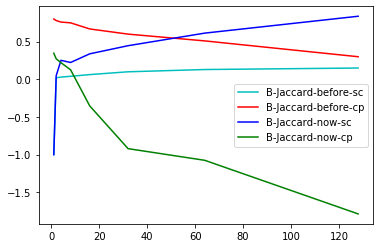 0.5
0.0
−0.5
−1.0
−1.5
B-Jaccard-before-sc
B-Jaccard-before-cp
B-Jaccard-now-sc
B-Jaccard-now-cp
0 20 40 60 80 100 120